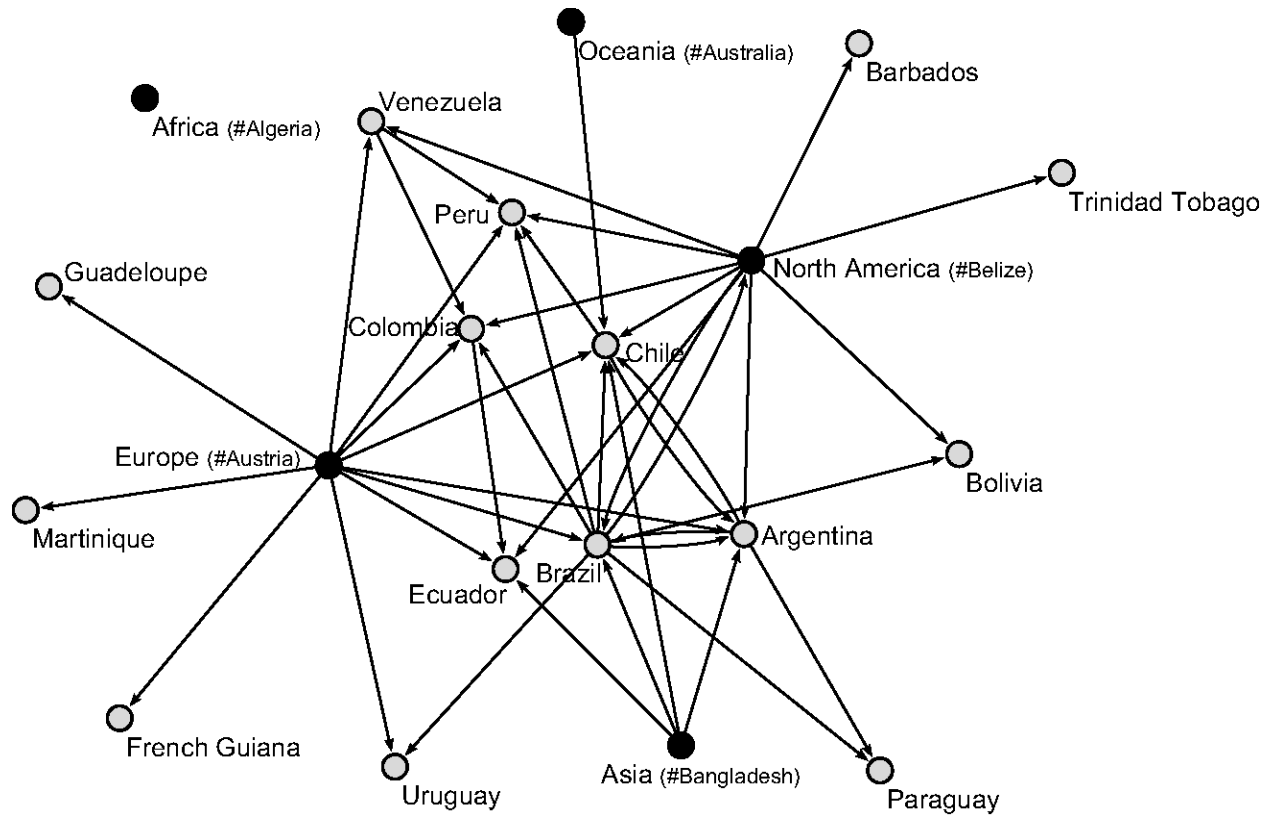 Oceania (#Australia)
Barbados
Venezuela
Africa (#Algeria)
Trinidad Tobago
Peru
Guadeloupe
North America (#Belize)
Colombia
Chile
Europe (#Austria)
Bolivia
Martinique
Argentina
Brazil
Ecuador
French Guiana
Asia (#Bangladesh)
Uruguay
Paraguay